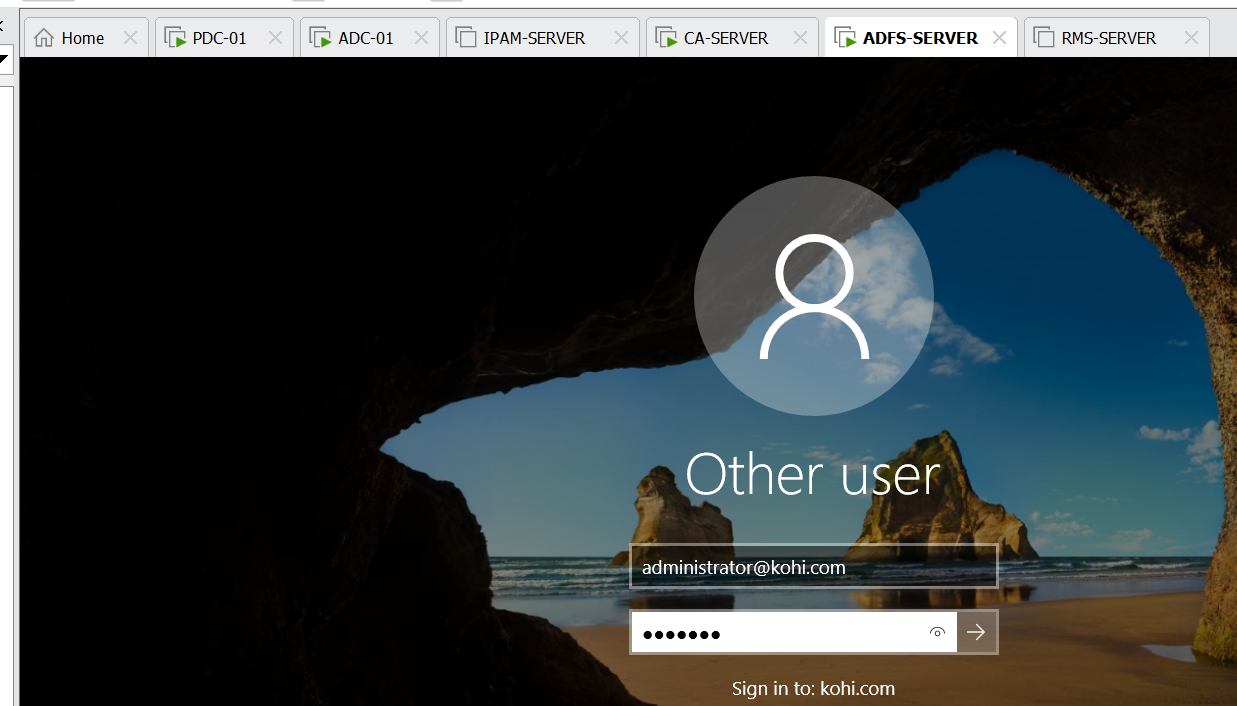 Home PDC-01 ADC-01 IPAM-SERVER CA-SERVER ADFS-SERVER RMS-SERVER
Other user
administrator@kohi.com
Sign in to: kohi.com